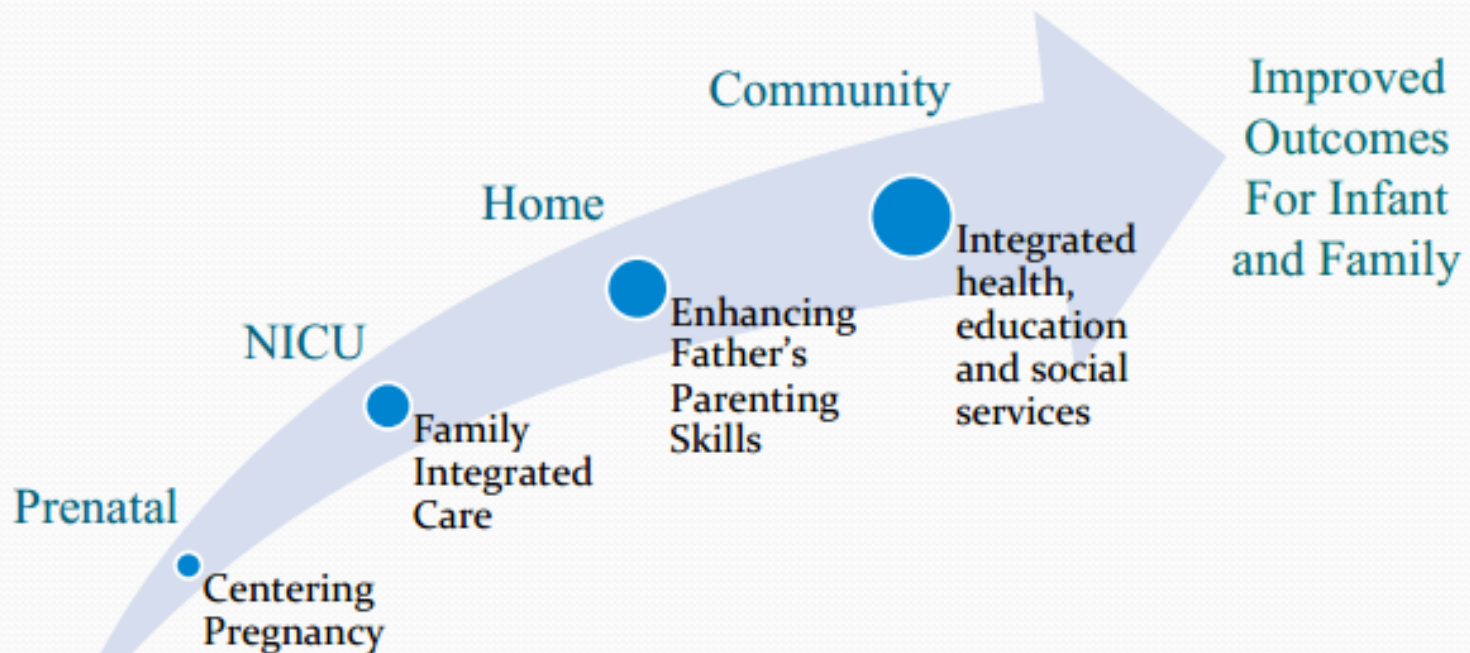 Prenatal
Centering
Pregnancy
NICU
Family
Integrated
Care
Home
Enhancing
Father's
Parenting
Skills
Community
Integrated
health,
education
and social
services
Improved
Outcomes
For Infant
and Family